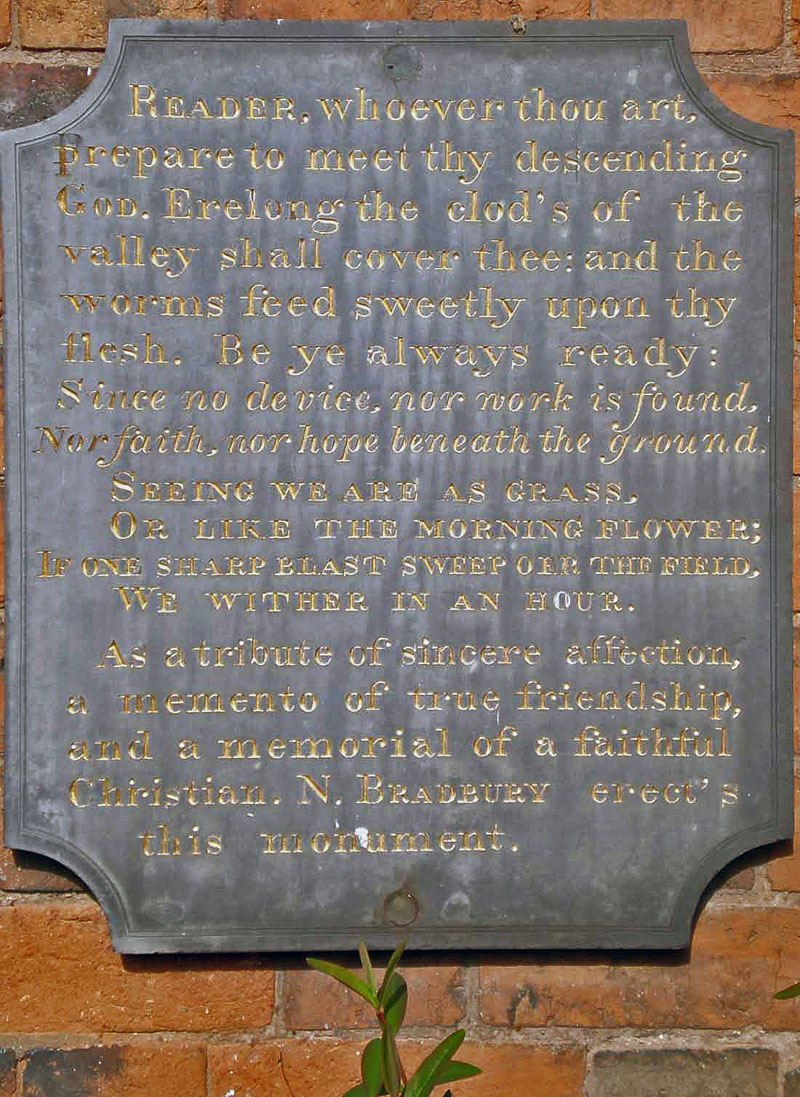 READER, whoever thou art,
prepare to meet thy descending
GOD. Erelong the clod's of the
valley shall cover thee: and the
worms feed sweetly upon thy
flesh. Be ye always ready:
Since no device, nor work is found,
Nor faith, nor hope beneath the ground.
SEEING WE ARE AS GRASS,
OR LIKE THE MORNING FLOWER;
IF ONE SHARP BLAST SWEEP OER THE FIELD,
WE WITHER IN AN HOUR.
As a tribute of sincere affection,
a memento of true friendship,
and a memorial of a faithful
Christian. N. BRADBURY erect's
this monument.